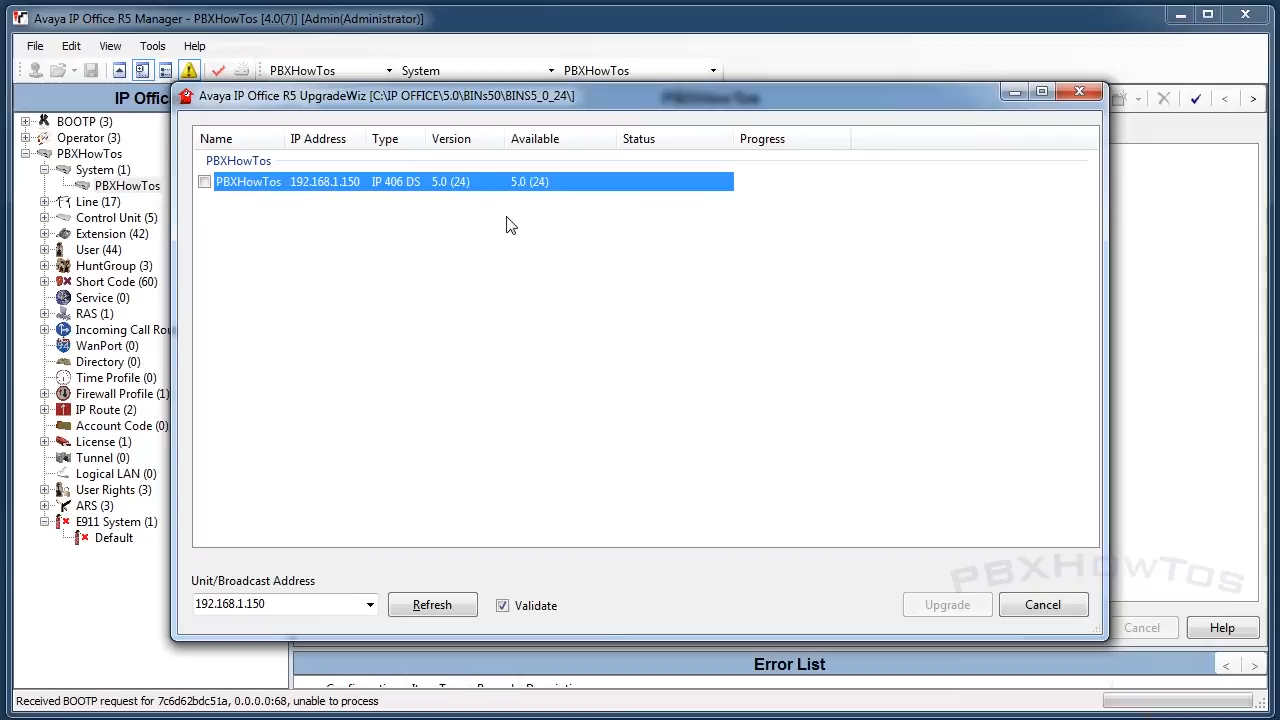 Avaya IP Office R5 Manager - PBXHowTos [4.0(7)] [Admin(Administrator)]
File Edit View Tools Help
PBXHowTos System PBXHowTos
IP Offic
PBXHowTos
Avaya IP Office R5 UpgradeWiz [C:\IP OFFICE\5.0\BINs50\BINS5_0_24\]
Name IP Address Type Version Available Status Progress
PBXHowTos
PBXHowTos 192.168.1.150 IP 406 DS 5.0 (24) 5.0 (24)
BOOTP (3)
Operator (3)
PBXHowTos
System (1)
PBXHowTos
Line (17)
Control Unit (5)
Extension (42)
User (44)
HuntGroup (3)
Short Code (60)
Service (0)
RAS (1)
Incoming Call Rou
WanPort (0)
Directory (0)
Time Profile (0)
Firewall Profile (1)
IP Route (2)
Account Code (0)
License (1)
Tunnel (0)
Logical LAN (0)
User Rights (3)
ARS (3)
E911 System (1)
Default
PBXHowTos
Unit/Broadcast Address
192.168.1.150 Refresh Validate Upgrade Cancel
Cancel Help
Error List
Received BOOTP request for 7c6d62bdc51a, 0.0.0.0:68, unable to process